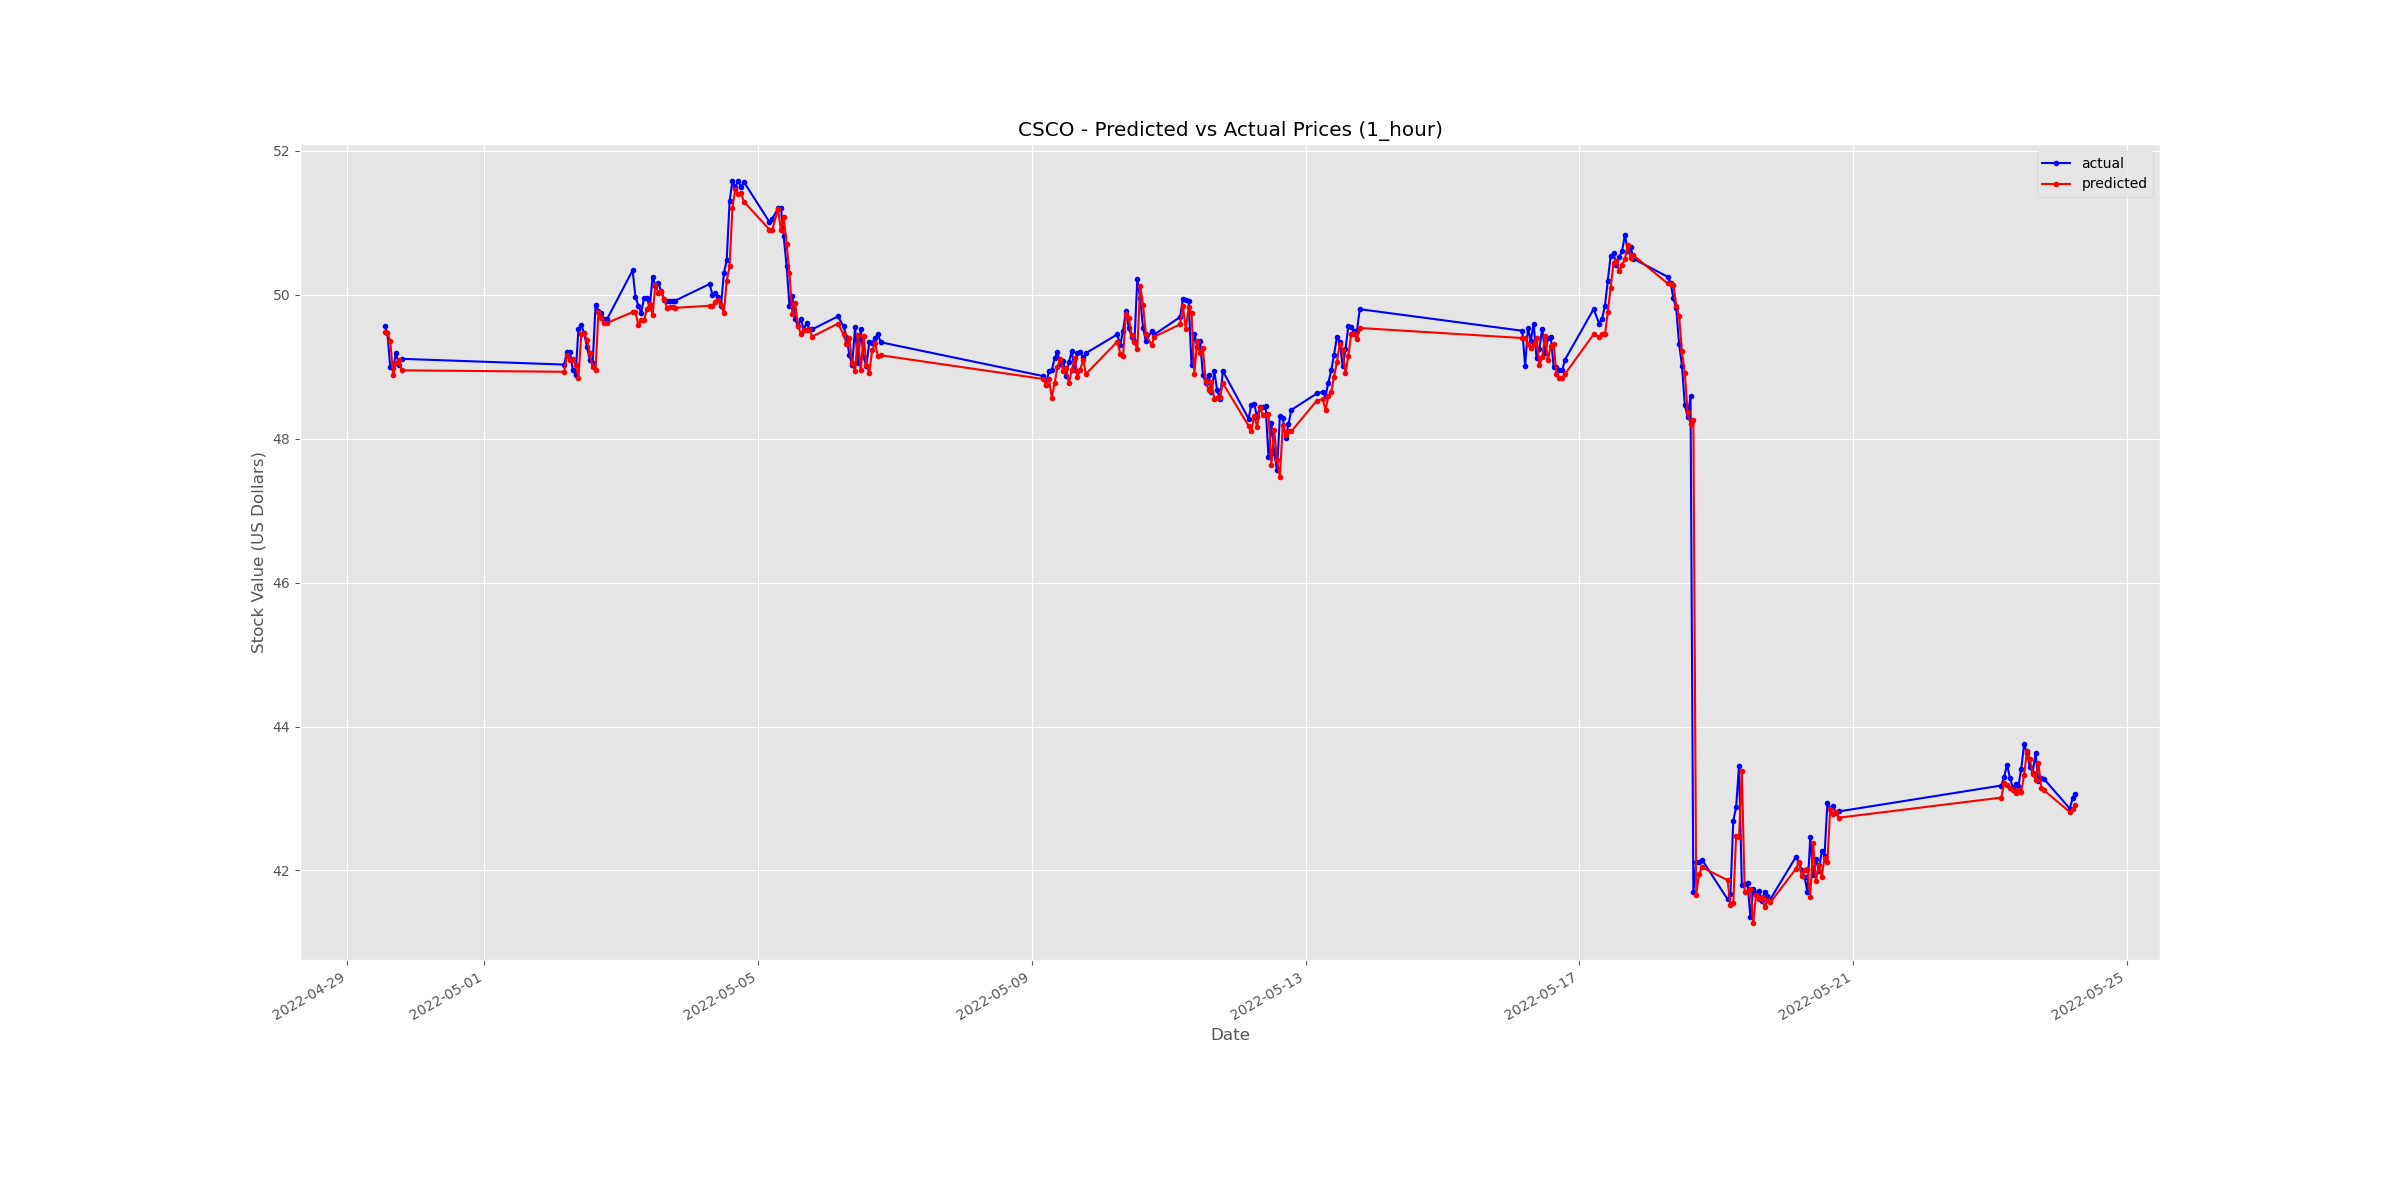 CSCO - Predicted vs Actual Prices (1_hour)
actual
predicted
Stock Value (US Dollars)
52
50
48
46
44
42
2022-04-29
2022-05-01
2022-05-05
2022-05-09
2022-05-13
2022-05-17
2022-05-21
2022-05-25
Date